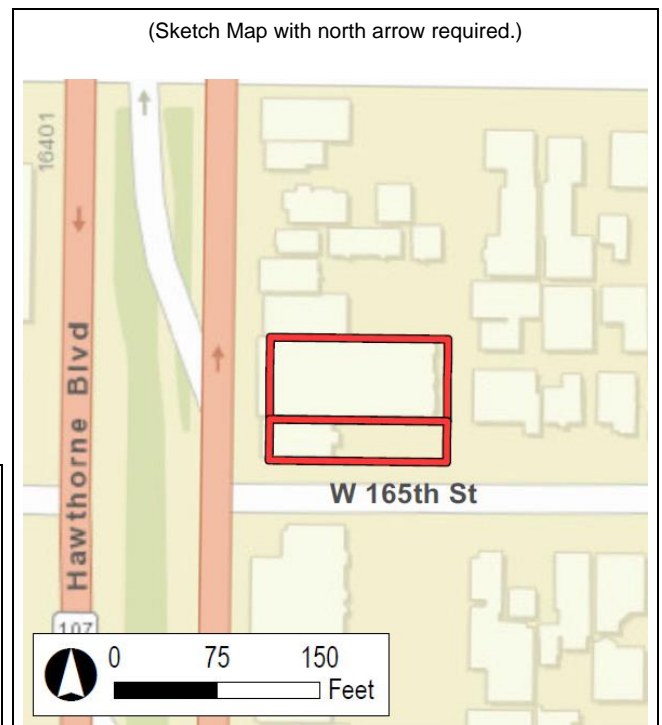 (Sketch Map with north arrow required.)
16401
Hawthorne Blvd
W 165th St
107
0 75 150
Feet